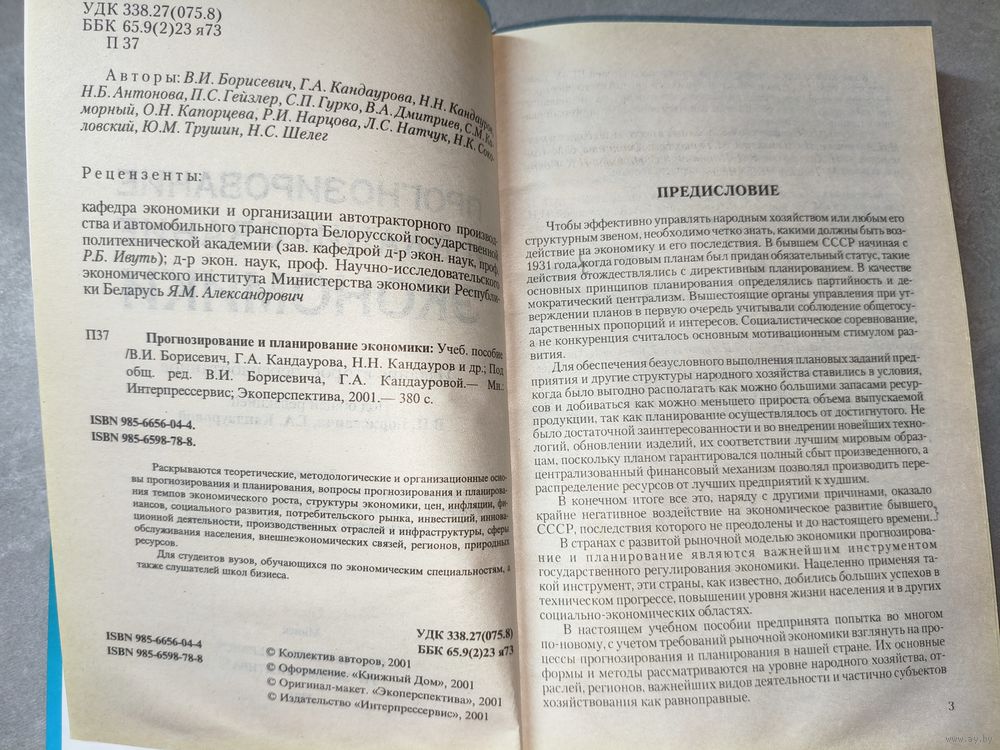 УДК 338.27(075.8)
ББК 65.9(2)23 я73
П 37
Авторы: В.И. Борисевич, Г.А. Кандаурова, Н.Н. Кандауров,
Н.Б. Антонова, П.С. Гейзлер, С.П. Гурко, В.А. Дмитриев, С.М. Ка-
морный, О.Н. Капорцева, Р.И. Нарцова, Л.С. Натчук, Н.К. Соко-
ловский, Ю.М. Трушин, Н.С. Шелег
Рецензенты:
кафедра экономики и организации автотракторного производ-
ства и автомобильного транспорта Белорусской государственной
политехнической академии (зав. кафедрой д-р экон. наук, проф.
Р.Б. Ивуть); д-р экон. наук, проф. Научно-исследовательского
экономического института Министерства экономики Республи-
ки Беларусь Я.М. Александрович
П37 Прогнозирование и планирование экономики: Учеб. пособие
/В.И. Борисевич, Г.А. Кандаурова, Н.Н. Кандауров и др.; Под
общ. ред. В.И. Борисевича, Г.А. Кандауровой.— Мн.:
Интерпрессервис; Экоперспектива, 2001.— 380 с.
ISBN 985-6656-04-4.
ISBN 985-6598-78-8.
Раскрываются теоретические, методологические и организационные осно-
вы прогнозирования и планирования, вопросы прогнозирования и планирова-
ния темпов экономического роста, структуры экономики, цен, инфляции, фи-
нансов, социального развития, потребительского рынка, инвестиций, иннова-
ционной деятельности, производственных отраслей и инфраструктуры, сферы
обслуживания населения, внешнеэкономических связей, регионов, природных
ресурсов.
Для студентов вузов, обучающихся по экономическим специальностям, а
также слушателей школ бизнеса.
УДК 338.27(075.8)
ББК 65.9(2)23 я73
ISBN 985-6656-04-4
ISBN 985-6598-78-8
© Коллектив авторов, 2001
© Оформление. «Книжный Дом», 2001
© Оригинал-макет. «Экоперспектива», 2001
© Издательство «Интерпрессервис», 2001
ПРЕДИСЛОВИЕ
Чтобы эффективно управлять народным хозяйством или любым его
структурным звеном, необходимо четко знать, какими должны быть воз-
действие на экономику и его последствия. В бывшем СССР начиная с
1931 года, когда годовым планам был придан обязательный статус, такие
действия отождествлялись с директивным планированием. В качестве
основных принципов планирования определялись партийность и де-
мократический централизм. Вышестоящие органы управления при ут-
верждении планов в первую очередь учитывали соблюдение общегосу-
дарственных пропорций и интересов. Социалистическое соревнование,
а не конкуренция считалось основным мотивационным стимулом раз-
вития.
Для обеспечения безусловного выполнения плановых заданий пред-
приятия и другие структуры народного хозяйства ставились в условия,
когда было выгодно располагать как можно большими запасами ресур-
сов и добиваться как можно меньшего прироста объема выпускаемой
продукции, так как планирование осуществлялось от достигнутого. Не
было достаточной заинтересованности и во внедрении новейших техно-
логий, обновлении изделий, их соответствии лучшим мировым образ-
цам, поскольку планом гарантировался полный сбыт произведенного, а
централизованный финансовый механизм позволял производить пере-
распределение ресурсов от лучших предприятий к худшим.
В конечном итоге все это, наряду с другими причинами, оказало
крайне негативное воздействие на экономическое развитие бывшего
СССР, последствия которого не преодолены и до настоящего времени.
В странах с развитой рыночной моделью экономики прогнозирова-
ние и планирование являются важнейшим инструментом
государственного регулирования экономики. Нацеленно применяя та-
кой инструмент, эти страны, как известно, добились больших успехов в
техническом прогрессе, повышении уровня жизни населения и в других
социально-экономических областях.
В настоящем учебном пособии предпринята попытка во многом
по-новому, с учетом требований рыночной экономики взглянуть на про-
цессы прогнозирования и планирования в нашей стране. Их основные
формы и методы рассматриваются на уровне народного хозяйства, от-
раслей, регионов, важнейших видов деятельности и частично субъектов
хозяйствования как равноправные.
3
www.ay.by